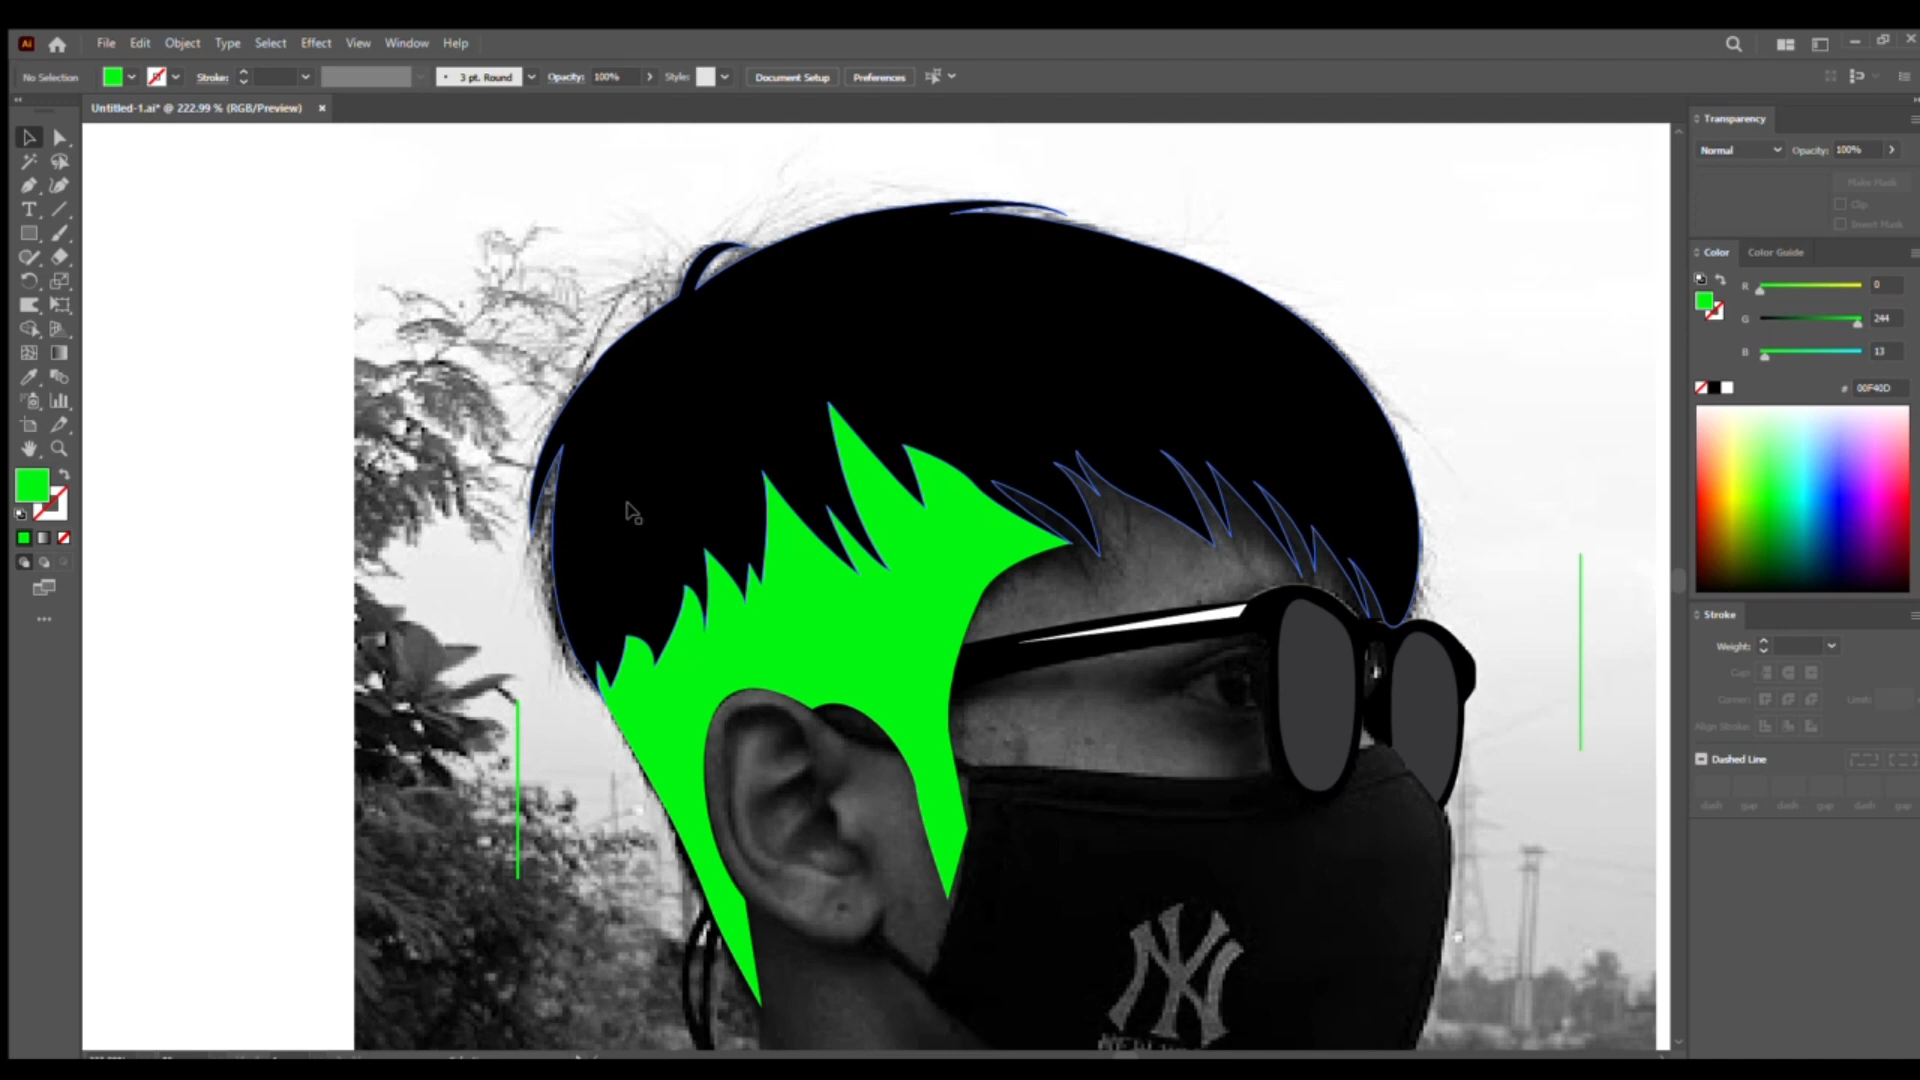 Ai File Edit Object Type Select Effect View Window Help
No Selection Stroke: 3 pt. Round Opacity: 100% Style: Document Setup Preferences
Untitled-1.ai* @ 222.99 % (RGB/Preview) ×
Transparency
Normal Opacity: 100%
Make Mask
Clip
Invert Mask
Color Color Guide
R 0
G 244
B 13
# 00F40D
Stroke
Weight:
Cap:
Corner: Limit:
Align Stroke:
Dashed Line
dash gap dash gap dash gap
NY